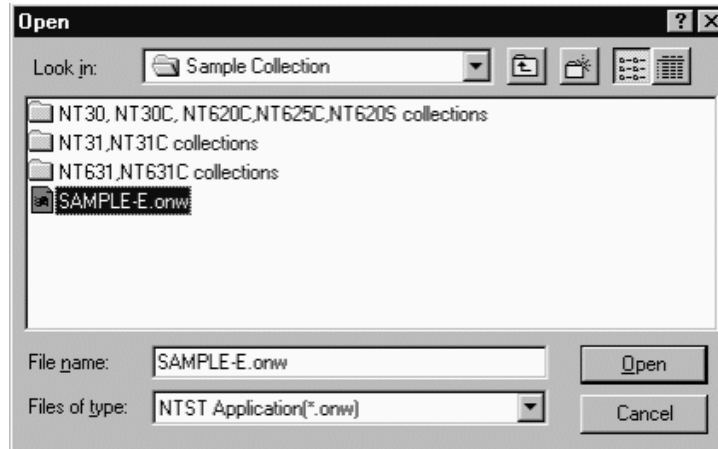 Open
Look in: Sample Collection
NT30, NT30C, NT620C,NT625C,NT620S collections
NT31,NT31C collections
NT631,NT631C collections
SAMPLE-E.onw
File name: SAMPLE-E.onw Open
Files of type: NTST Application(*.onw) Cancel